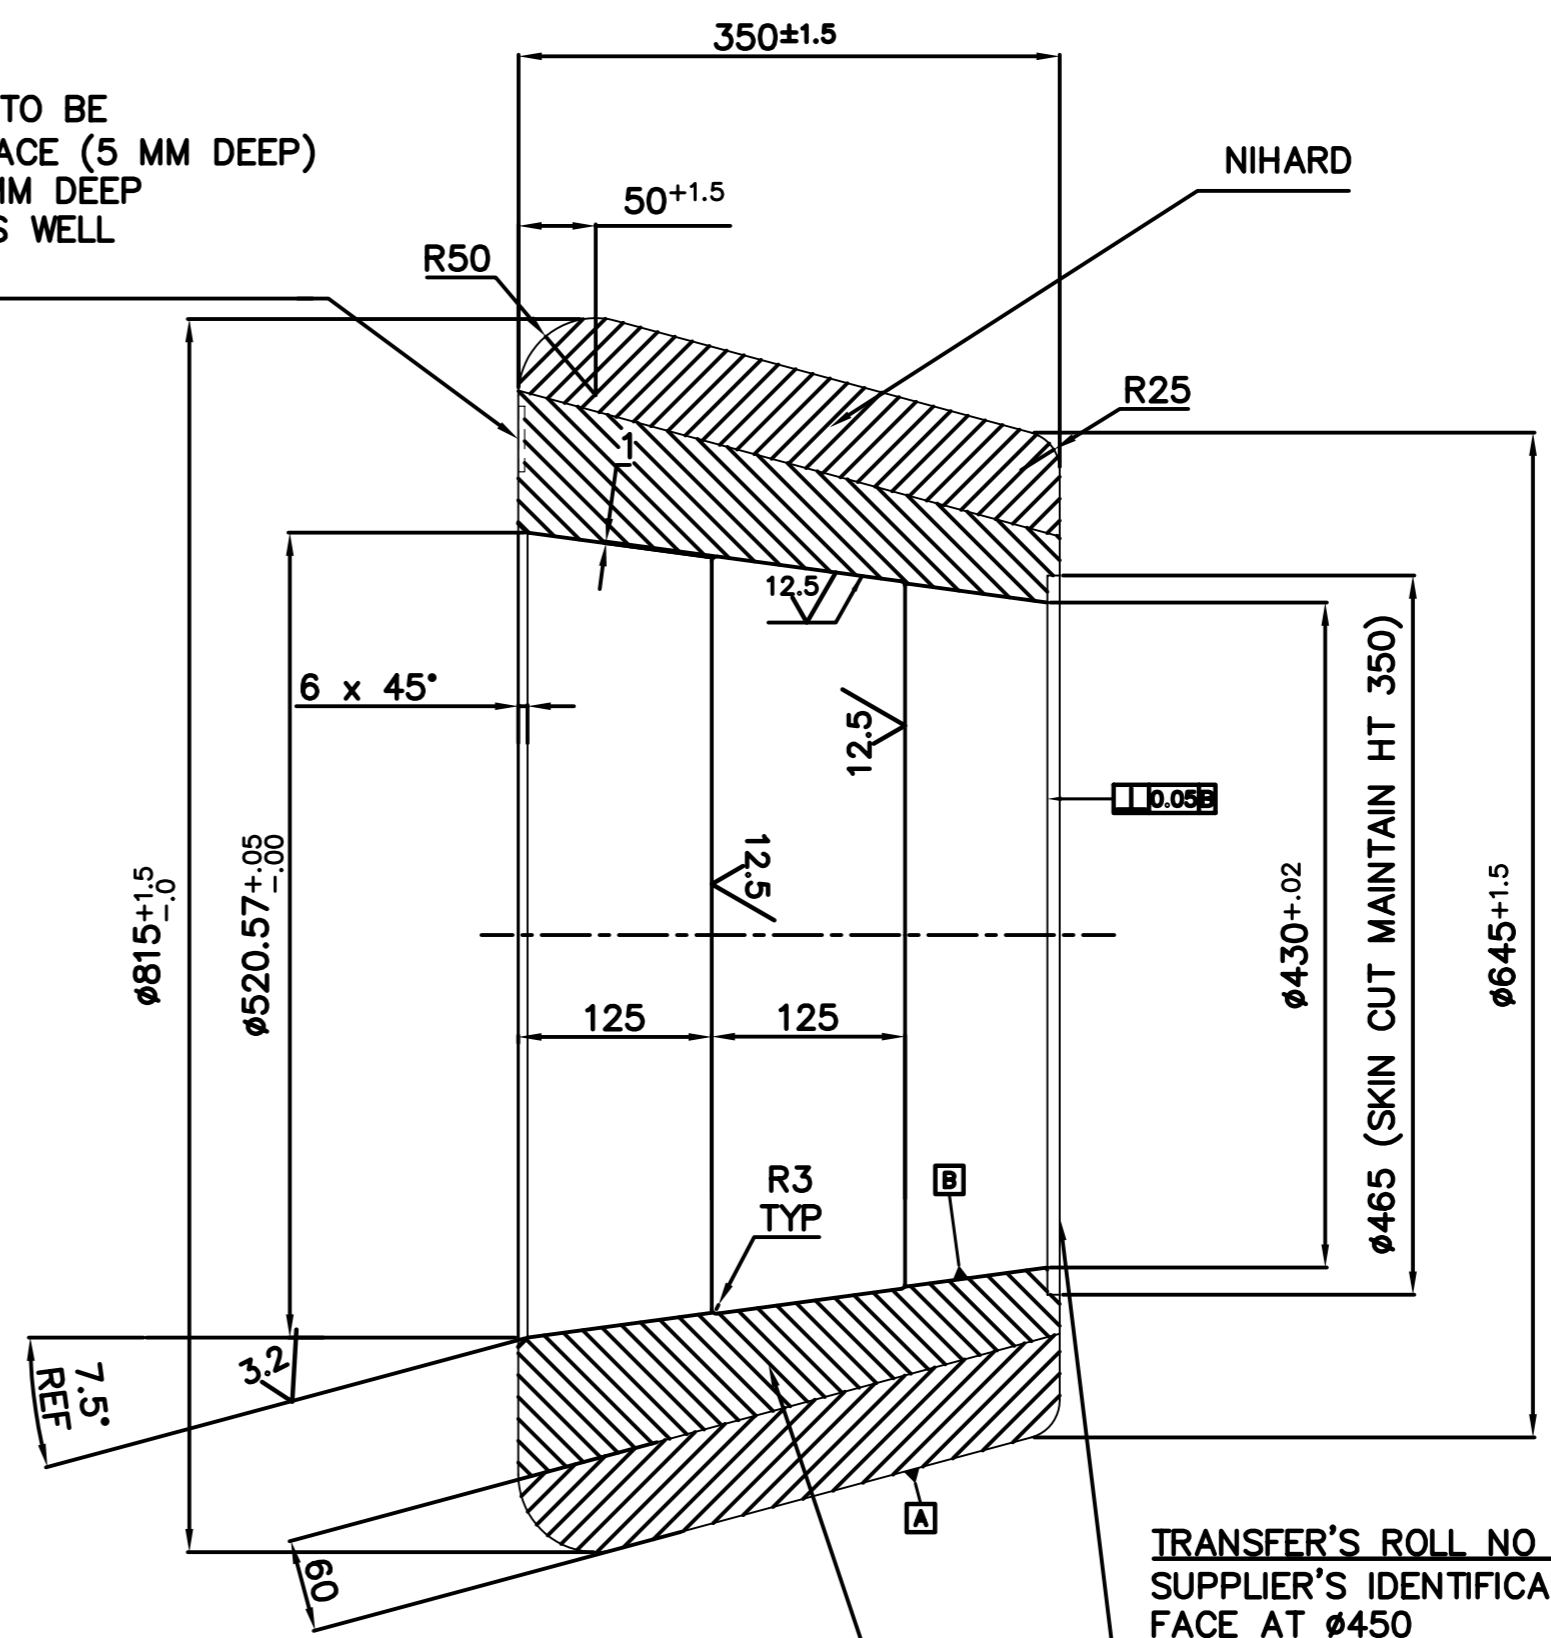 350±1.5
TO BE
ACE (5 MM DEEP)
MM DEEP
S WELL
NIHARD
50+1.5
R50
R25
1
12.5
6 x 45°
12.5
0.05 B
12.5
ø815+1.5 -.0
ø520.57+.05 -.00
ø430+.02
ø465 (SKIN CUT MAINTAIN HT 350)
ø645+1.5
125
125
R3
TYP
B
3.2
7.5°
REF
A
60
TRANSFER'S ROLL NO
SUPPLIER'S IDENTIFICA
FACE AT ø450